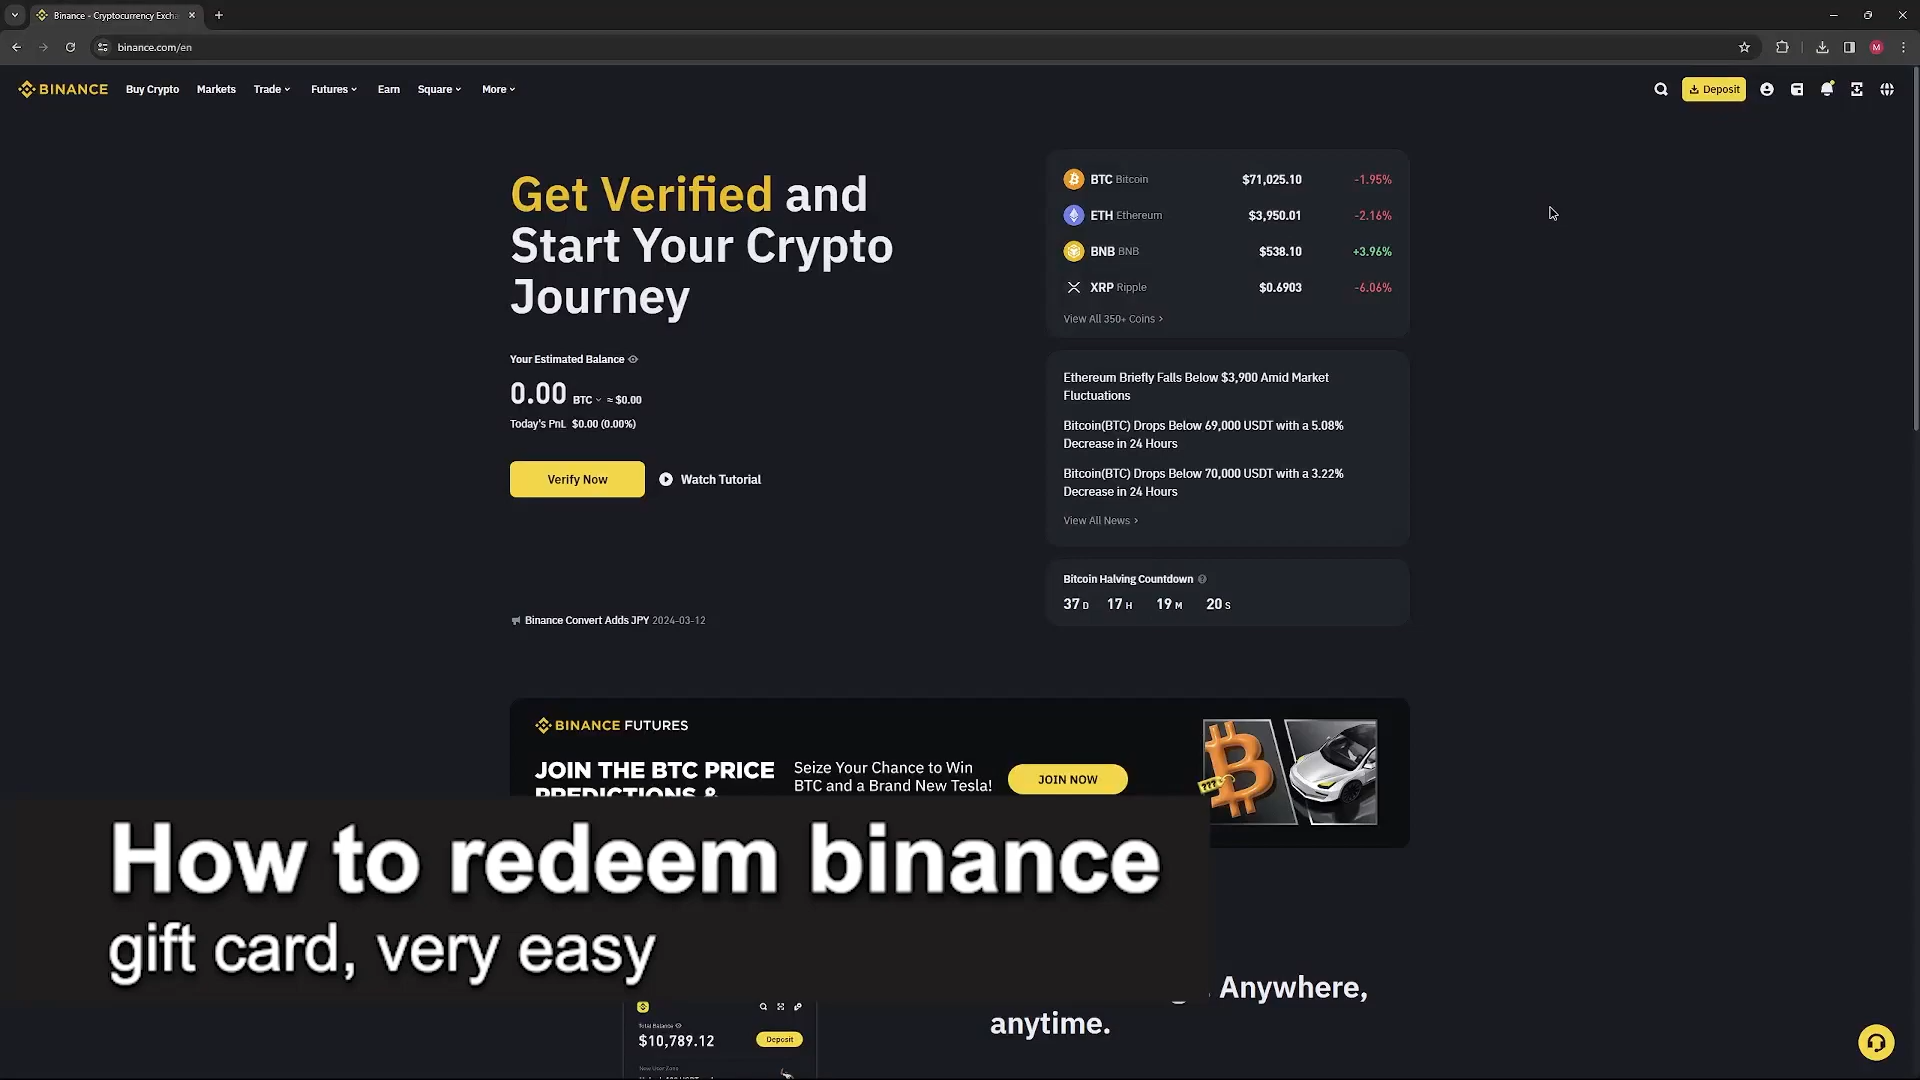 Binance - Cryptocurrency Excha
binance.com/en
M
BINANCE Buy Crypto Markets Trade Futures Earn Square More
Deposit
Get Verified and
Start Your Crypto
Journey
Your Estimated Balance
0.00 BTC ≈ $0.00
Today's PnL $0.00 (0.00%)
Verify Now Watch Tutorial
Binance Convert Adds JPY 2024-03-12
BTC Bitcoin $71,025.10 -1.95%
ETH Ethereum $3,950.01 -2.16%
BNB BNB $538.10 +3.96%
XRP Ripple $0.6903 -6.06%
View All 350+ Coins >
Ethereum Briefly Falls Below $3,900 Amid Market
Fluctuations
Bitcoin(BTC) Drops Below 69,000 USDT with a 5.08%
Decrease in 24 Hours
Bitcoin(BTC) Drops Below 70,000 USDT with a 3.22%
Decrease in 24 Hours
View All News >
Bitcoin Halving Countdown
37 D 17 H 19 M 20 S
BINANCE FUTURES
JOIN THE BTC PRICE
PREDICTIONS &
Seize Your Chance to Win
BTC and a Brand New Tesla!
JOIN NOW
???
How to redeem binance
gift card, very easy
Anywhere,
anytime.
Total Balance
$10,789.12
Deposit
New User Zone